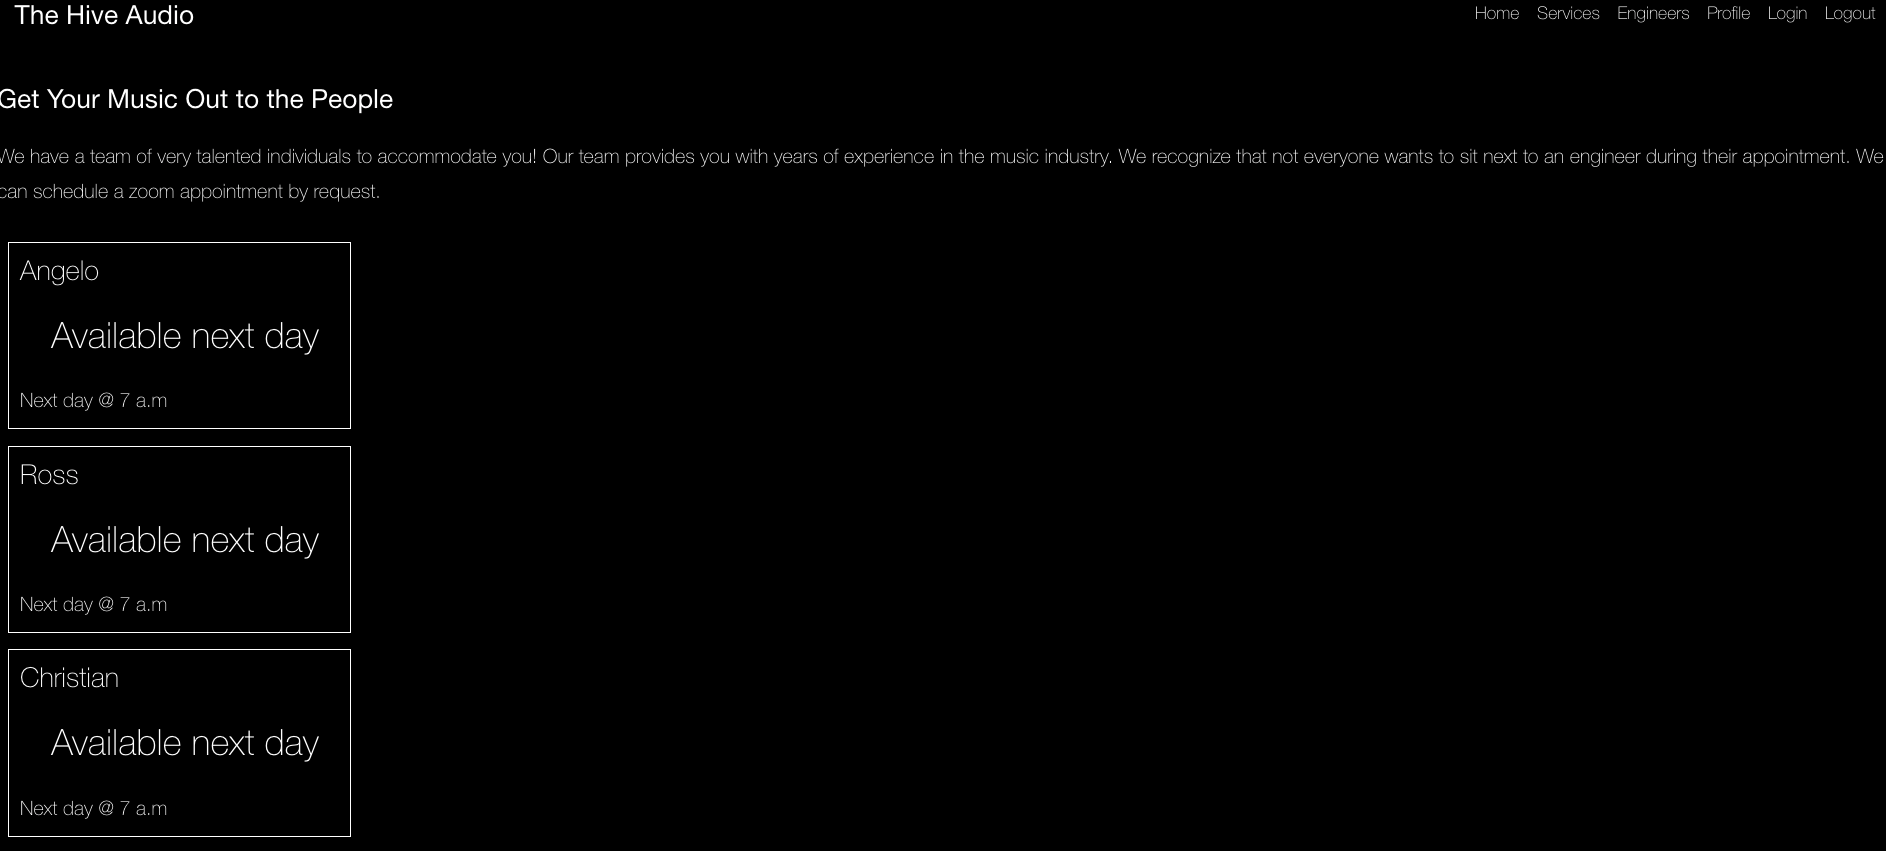 The Hive Audio
Home Services Engineers Profile Login Logout
Get Your Music Out to the People
We have a team of very talented individuals to accommodate you! Our team provides you with years of experience in the music industry. We recognize that not everyone wants to sit next to an engineer during their appointment. We
can schedule a zoom appointment by request.
Angelo
Available next day
Next day @ 7 a.m
Ross
Available next day
Next day @ 7 a.m
Christian
Available next day
Next day @ 7 a.m